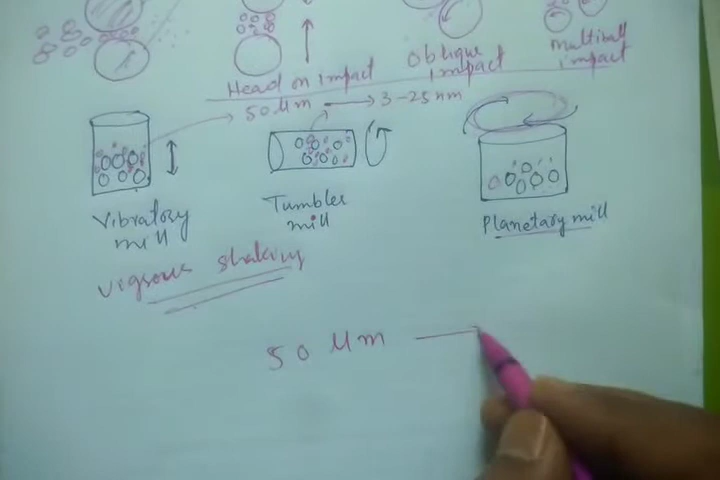 Head on impact
Oblique
impact
Multiball
impact
50 μm → 3-25 nm
Vibratory
mill
Tumbler
mill
Planetary mill
Vigrous shaking
50 μm